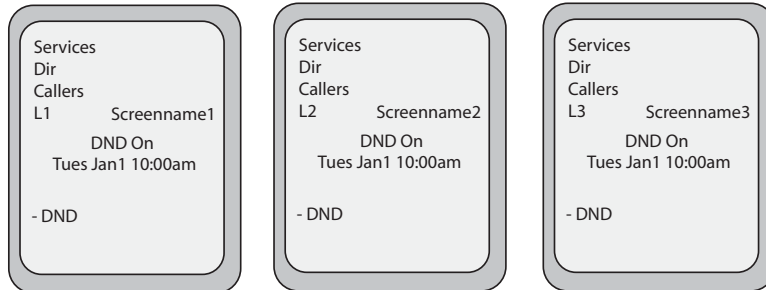 Services
Dir
Callers
L1 Screenname1
DND On
Tues Jan1 10:00am
- DND
Services
Dir
Callers
L2 Screenname2
DND On
Tues Jan1 10:00am
- DND
Services
Dir
Callers
L3 Screenname3
DND On
Tues Jan1 10:00am
- DND